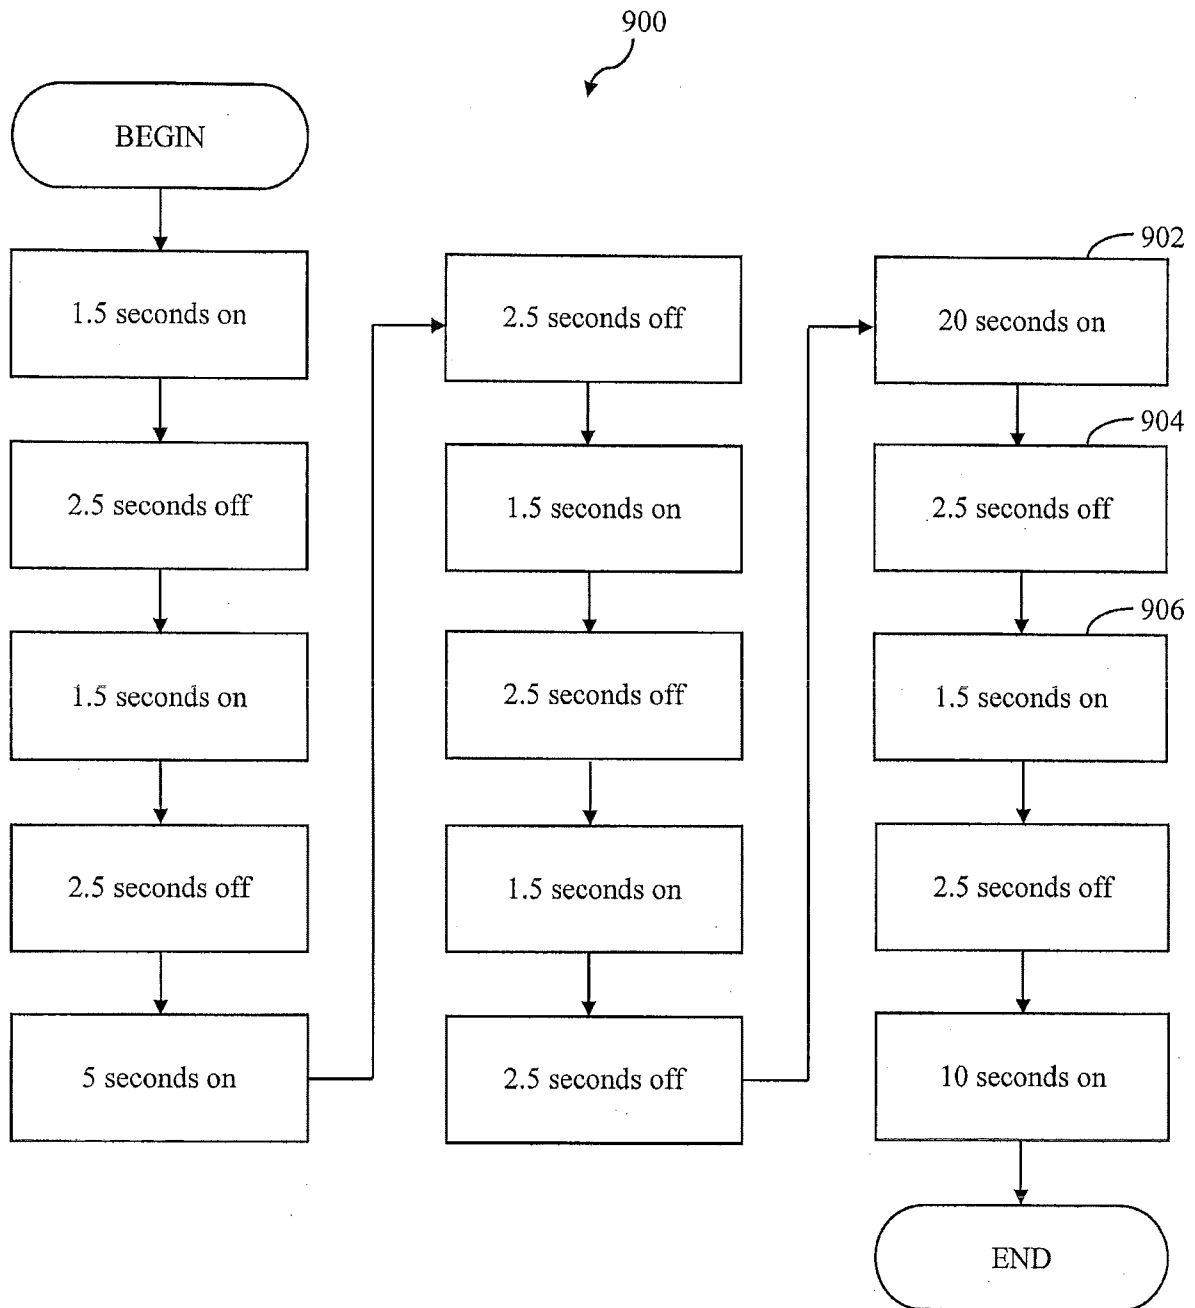 900
BEGIN
1.5 seconds on
2.5 seconds off
1.5 seconds on
2.5 seconds off
5 seconds on
2.5 seconds off
1.5 seconds on
2.5 seconds off
1.5 seconds on
2.5 seconds off
902
20 seconds on
904
2.5 seconds off
906
1.5 seconds on
2.5 seconds off
10 seconds on
END